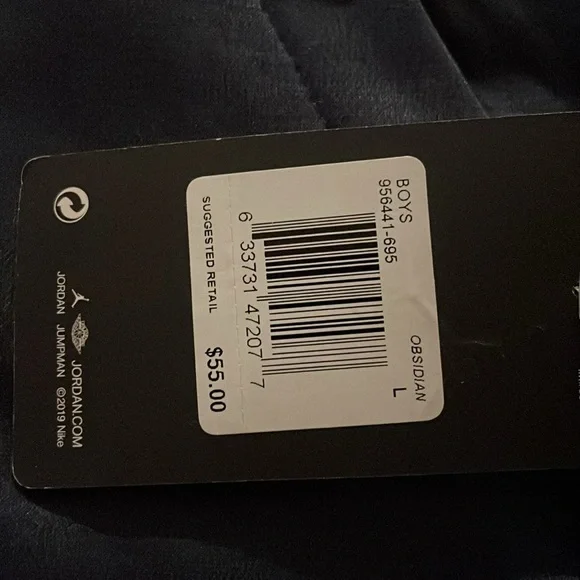 BOYS
956441-695
OBSIDIAN
L
6 33731 47207 7
SUGGESTED RETAIL
$55.00
JORDAN.COM
JORDAN JUMPMAN ©2019 Nike